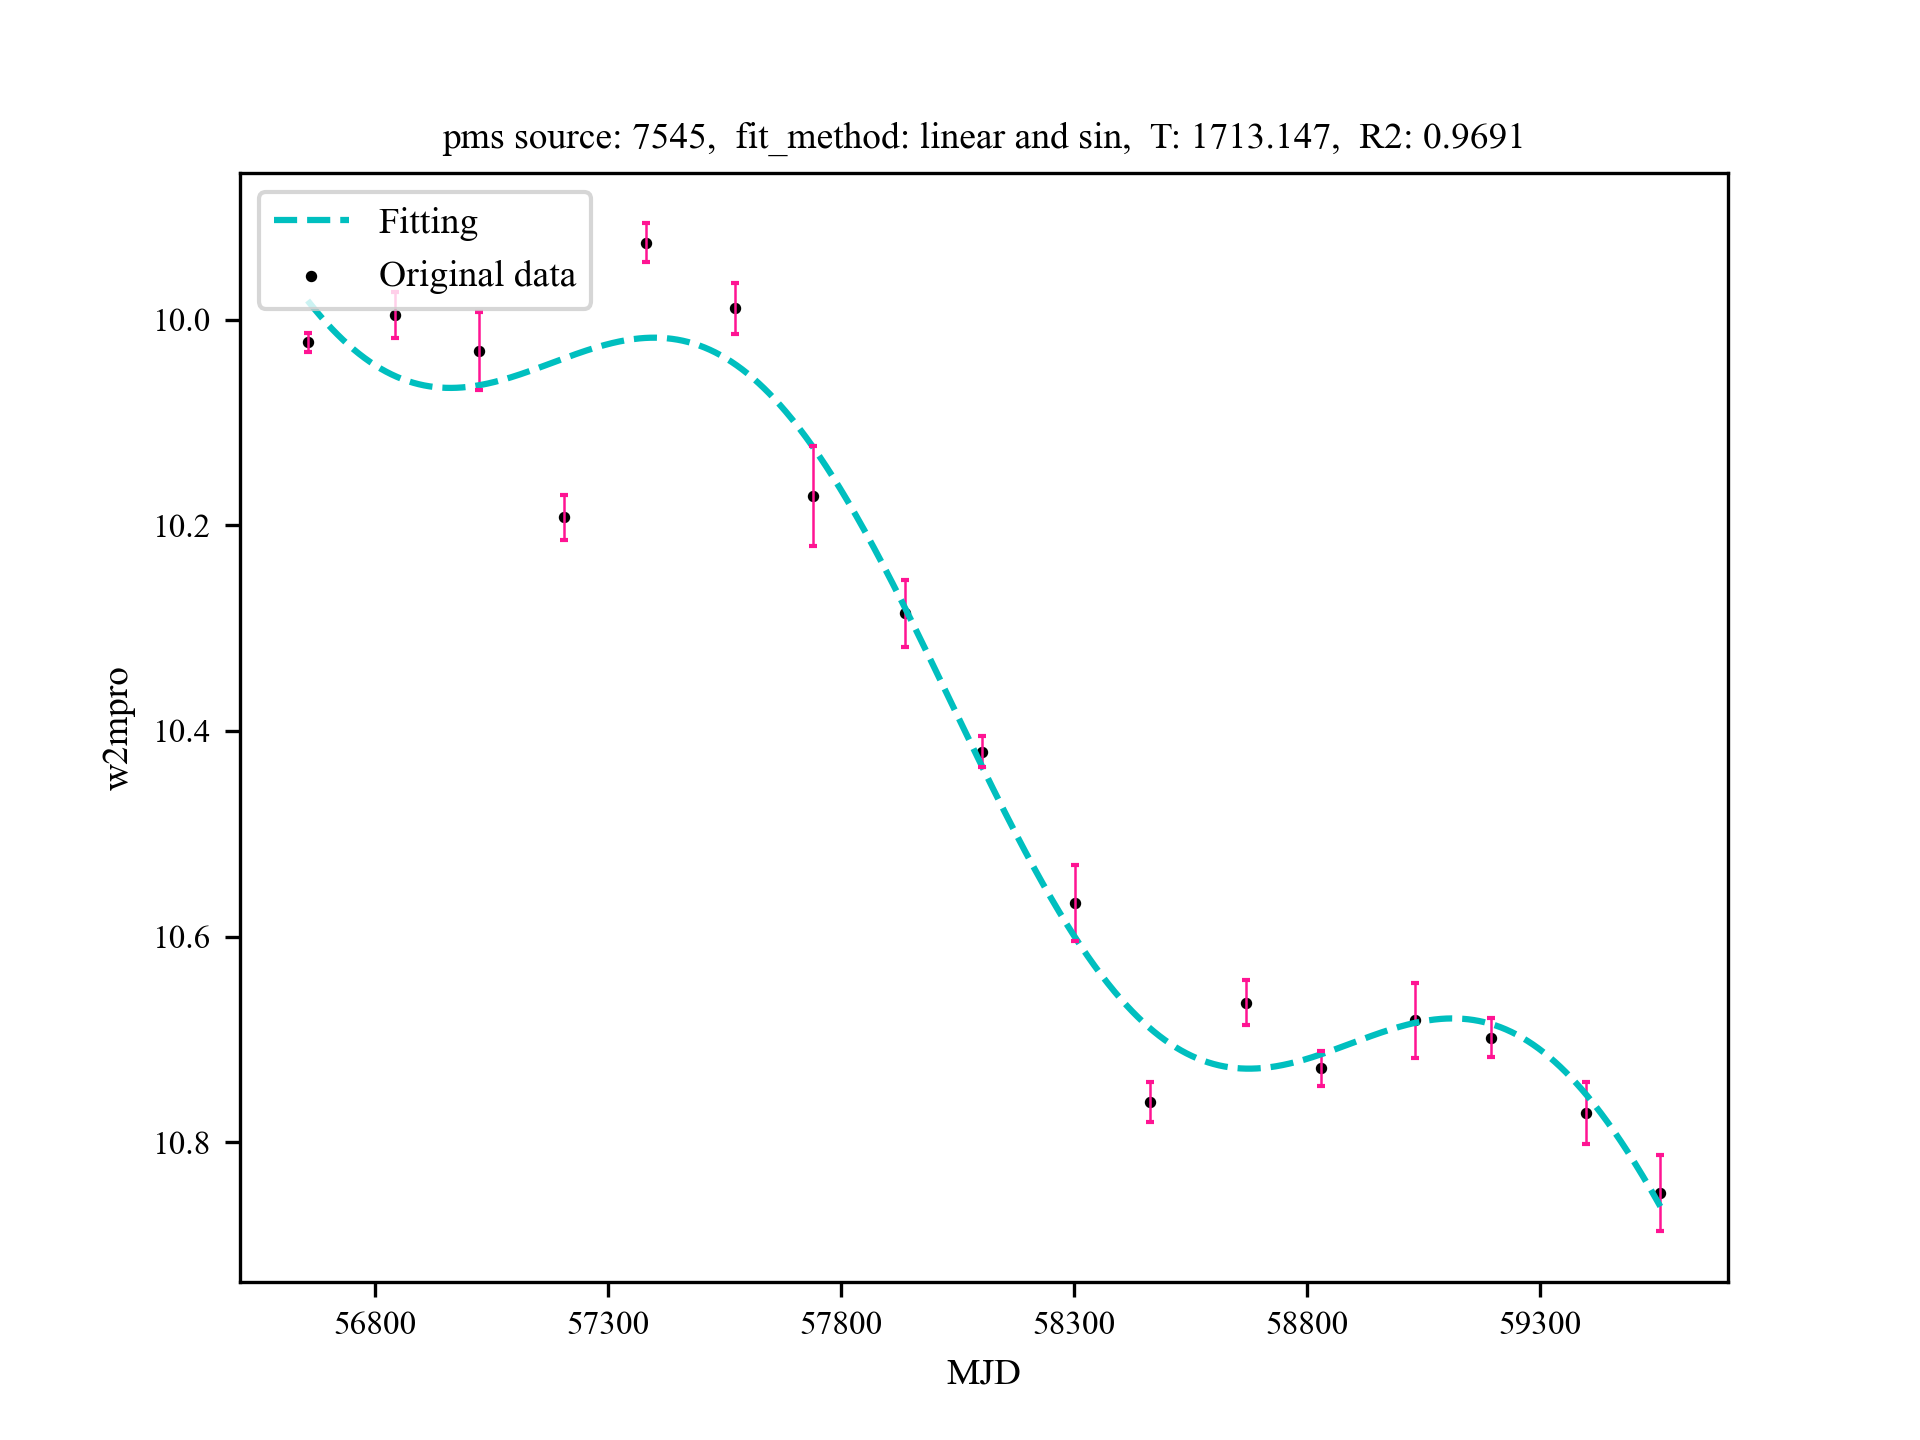 pms source: 7545,  fit_method: linear and sin,  T: 1713.147,  R2: 0.9691
Fitting
Original data
10.0
10.2
10.4
10.6
10.8
w2mpro
56800
57300
57800
58300
58800
59300
MJD